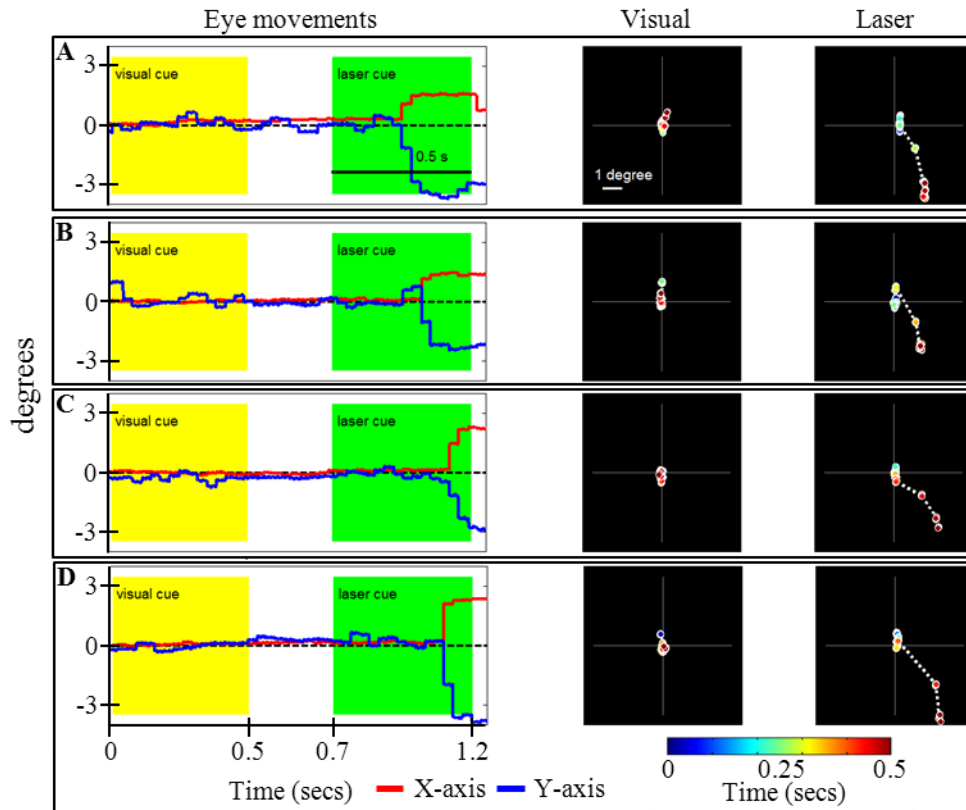 Eye movements Visual Laser
A
3
0
-3
visual cue
laser cue
0.5 s
1 degree
B
3
0
-3
visual cue
laser cue
C
3
0
-3
visual cue
laser cue
D
3
0
-3
visual cue
laser cue
degrees
0 0.5 0.7 1.2
Time (secs)
X-axis Y-axis
0 0.25 0.5
Time (secs)